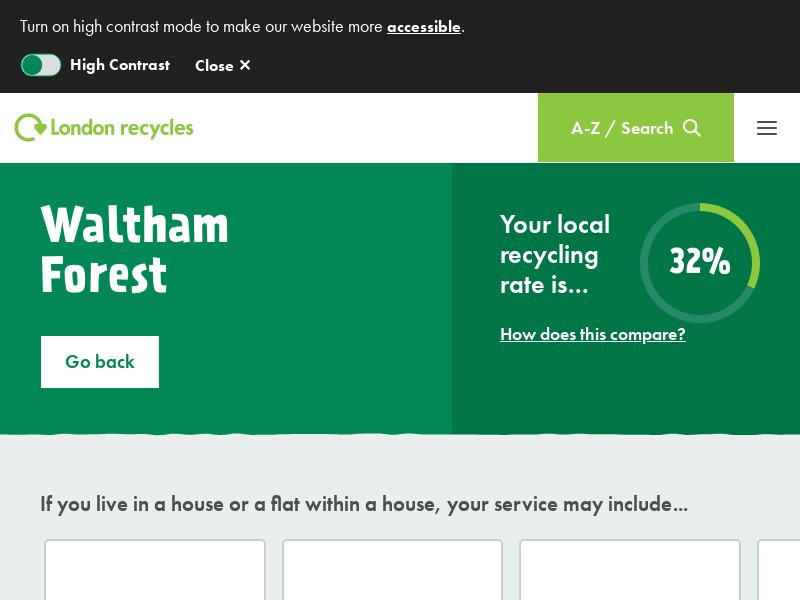 Turn on high contrast mode to make our website more accessible.
High Contrast
Close ✕
London recycles
A-Z / Search
Waltham
Forest
Go back
Your local
recycling
rate is...
32%
How does this compare?
If you live in a house or a flat within a house, your service may include...